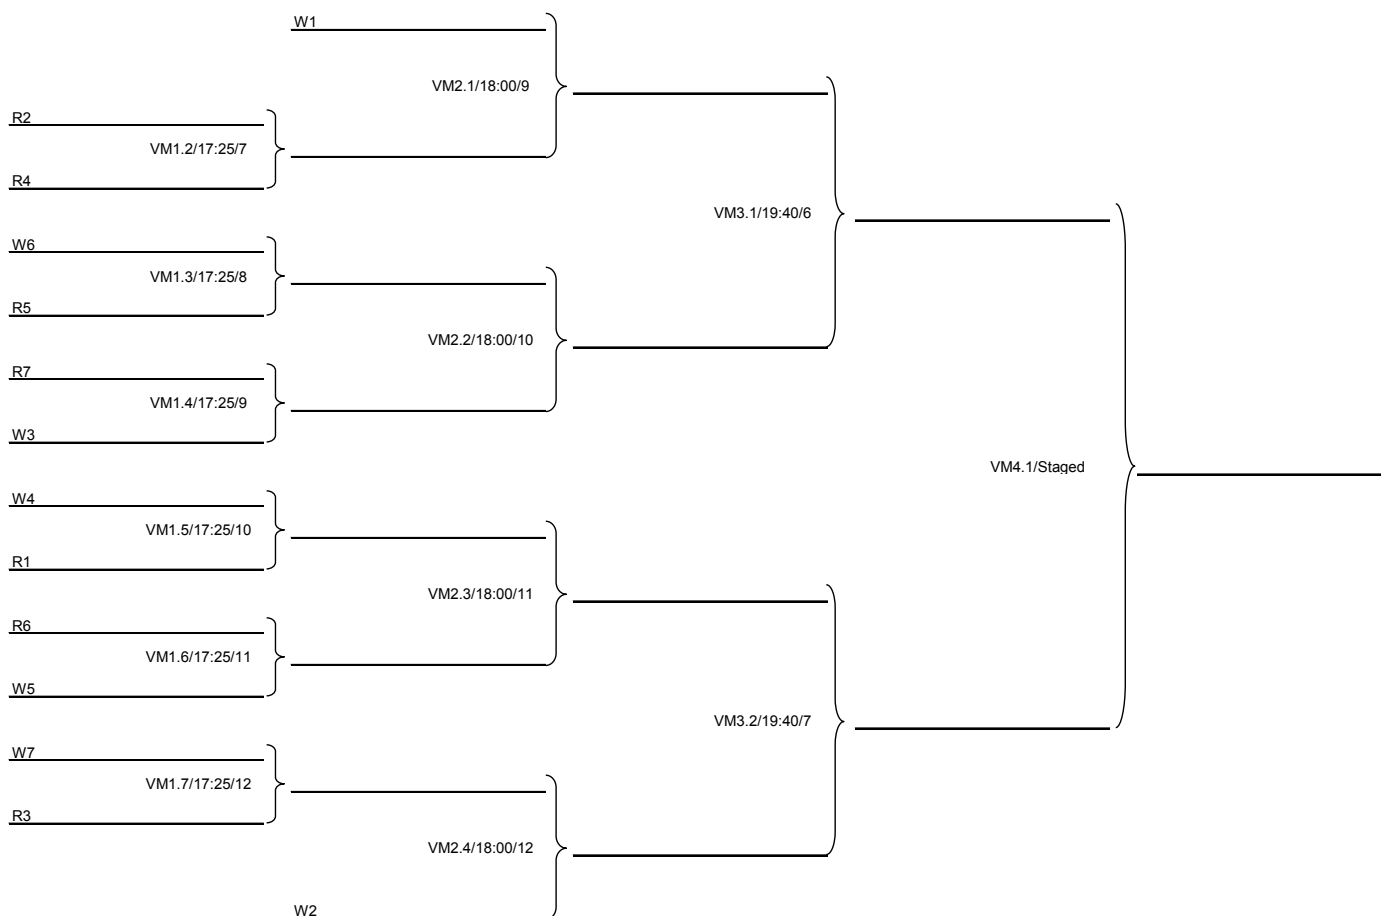 W1
VM2.1/18:00/9
R2
VM1.2/17:25/7
R4
VM3.1/19:40/6
W6
VM1.3/17:25/8
R5
VM2.2/18:00/10
R7
VM1.4/17:25/9
W3
VM4.1/Staged
W4
VM1.5/17:25/10
R1
VM2.3/18:00/11
R6
VM1.6/17:25/11
W5
VM3.2/19:40/7
W7
VM1.7/17:25/12
R3
VM2.4/18:00/12
W2